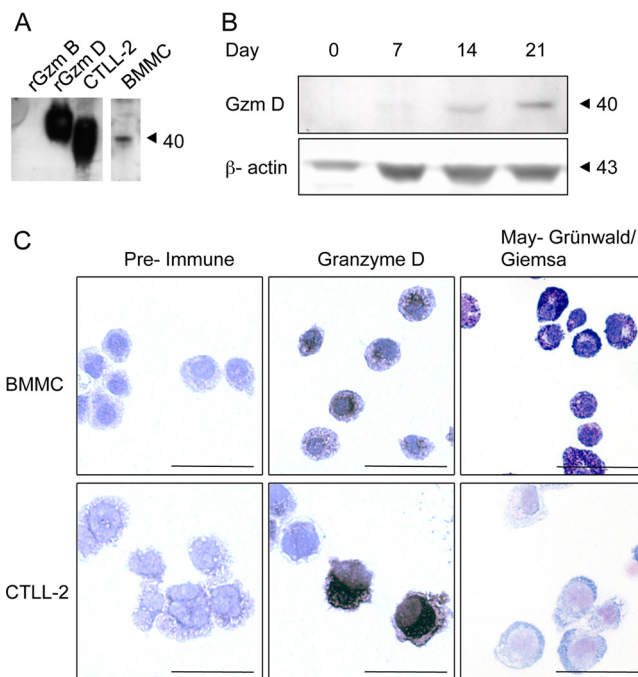 A
rGzm B
rGzm D
CTLL-2
BMMC
40
B
Day 0 7 14 21
Gzm D 40
β- actin 43
C
Pre- Immune Granzyme D May- Grünwald/
Giemsa
BMMC
CTLL-2